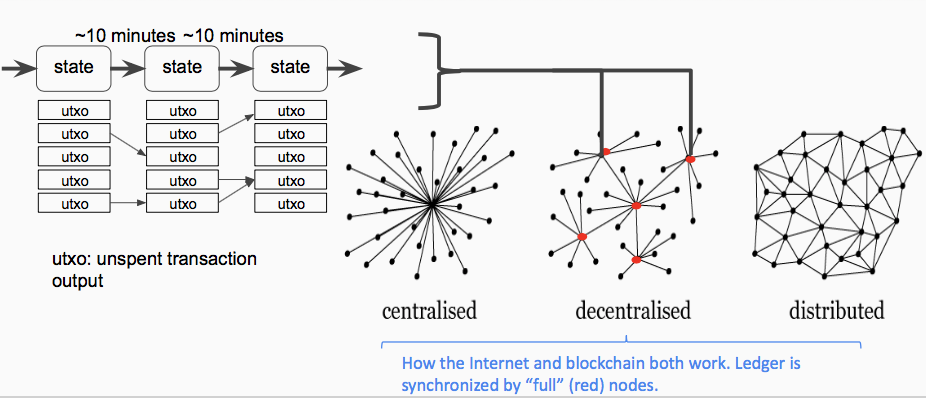 ~10 minutes ~10 minutes
state state state
utxo utxo utxo
utxo utxo utxo
utxo utxo utxo
utxo utxo utxo
utxo utxo utxo
utxo: unspent transaction
output
centralised decentralised distributed
How the Internet and blockchain both work. Ledger is
synchronized by “full” (red) nodes.